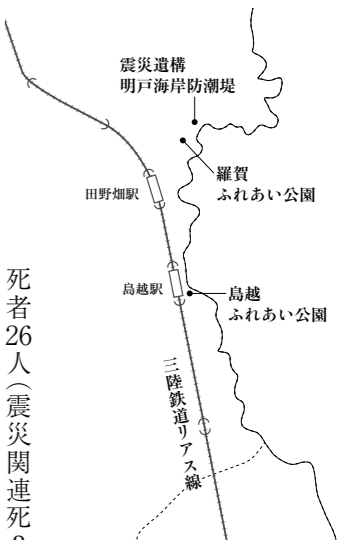 震災遺構
明戸海岸防潮堤
羅賀
ふれあい公園
田野畑駅
島越駅
島越
ふれあい公園
三陸鉄道リアス線
死者26人(震災関連死